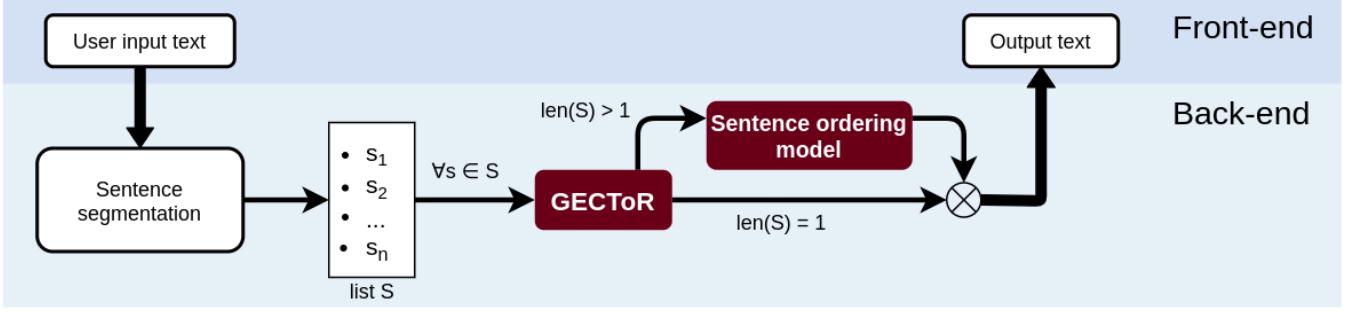 User input text
Output text
Front-end
Back-end
Sentence
segmentation
• s1
• s2
• ...
• sn
list S
∀s ∈ S
GECToR
len(S) > 1
Sentence ordering
model
len(S) = 1